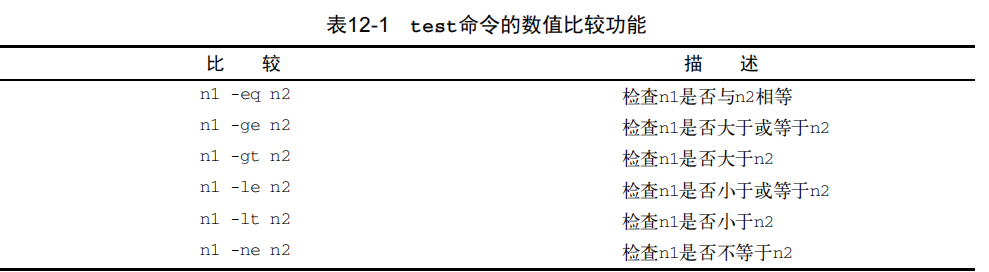 表12-1 test命令的数值比较功能
比 较 描 述
n1 -eq n2 检查n1是否与n2相等
n1 -ge n2 检查n1是否大于或等于n2
n1 -gt n2 检查n1是否大于n2
n1 -le n2 检查n1是否小于或等于n2
n1 -lt n2 检查n1是否小于n2
n1 -ne n2 检查n1是否不等于n2